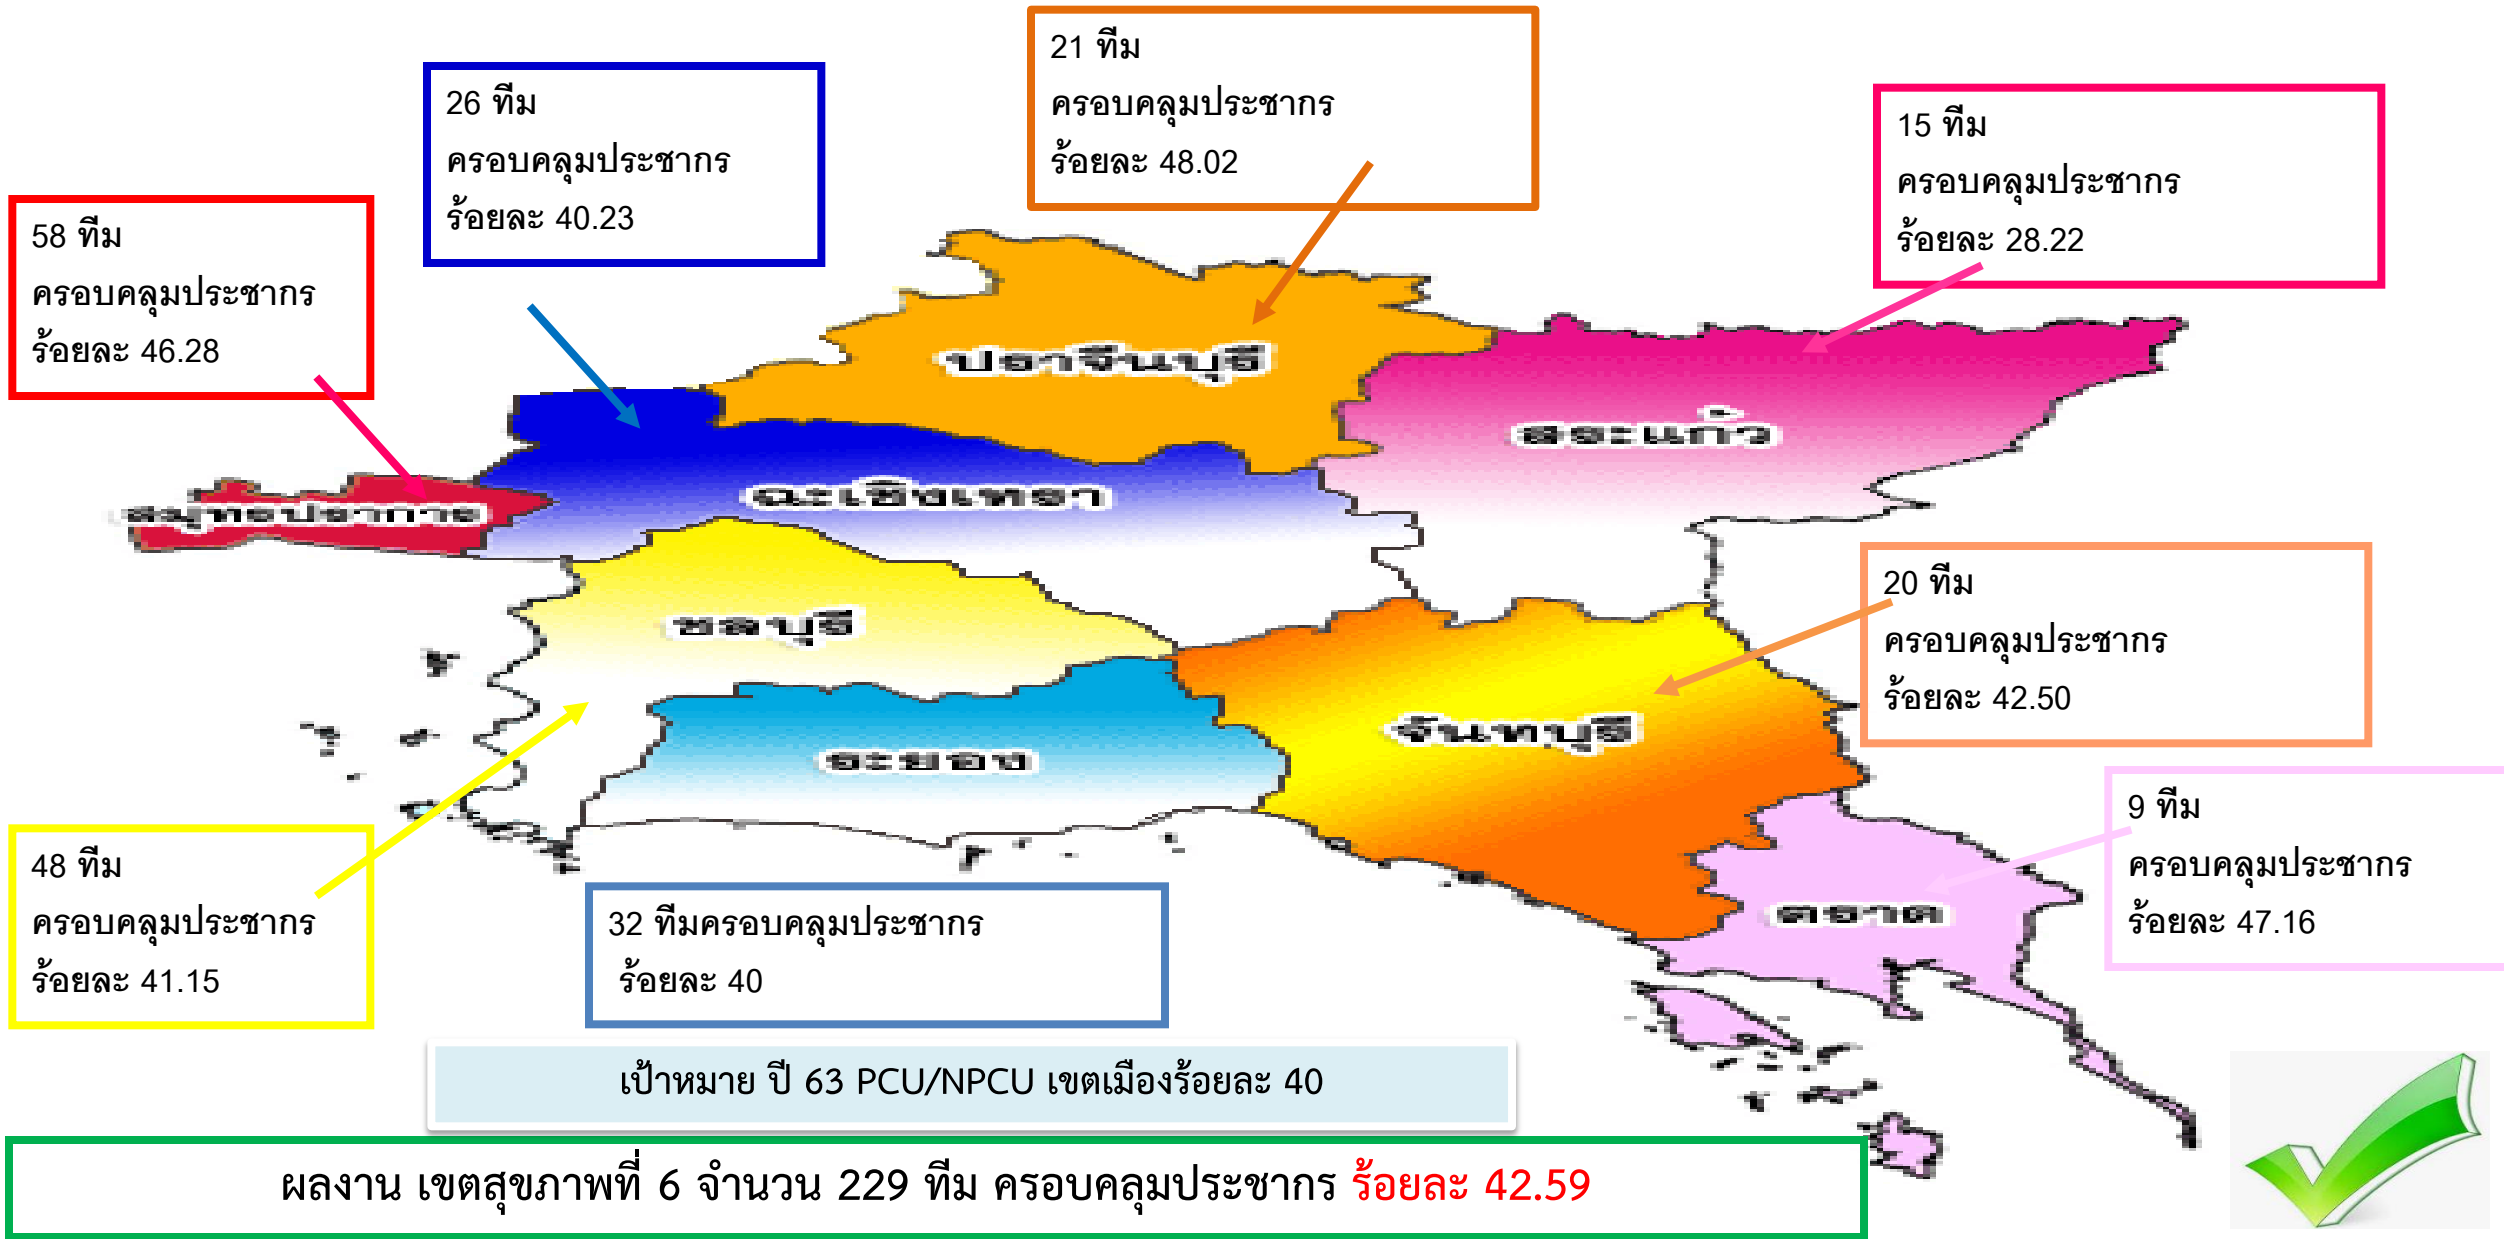 21 ทีม
ครอบคลุมประชากร
ร้อยละ 48.02
26 ทีม
ครอบคลุมประชากร
ร้อยละ 40.23
15 ทีม
ครอบคลุมประชากร
ร้อยละ 28.22
58 ทีม
ครอบคลุมประชากร
ร้อยละ 46.28
ปราจีนบุรี
สระแก้ว
ฉะเชิงเทรา
สมุทรปราการ
20 ทีม
ครอบคลุมประชากร
ร้อยละ 42.50
ชลบุรี
จันทบุรี
ระยอง
9 ทีม
ครอบคลุมประชากร
ร้อยละ 47.16
48 ทีม
ครอบคลุมประชากร
ร้อยละ 41.15
32 ทีมครอบคลุมประชากร
ร้อยละ 40
ตราด
เป้าหมาย ปี 63 PCU/NPCU เขตเมืองร้อยละ 40
ผลงาน เขตสุขภาพที่ 6 จำนวน 229 ทีม ครอบคลุมประชากร ร้อยละ 42.59